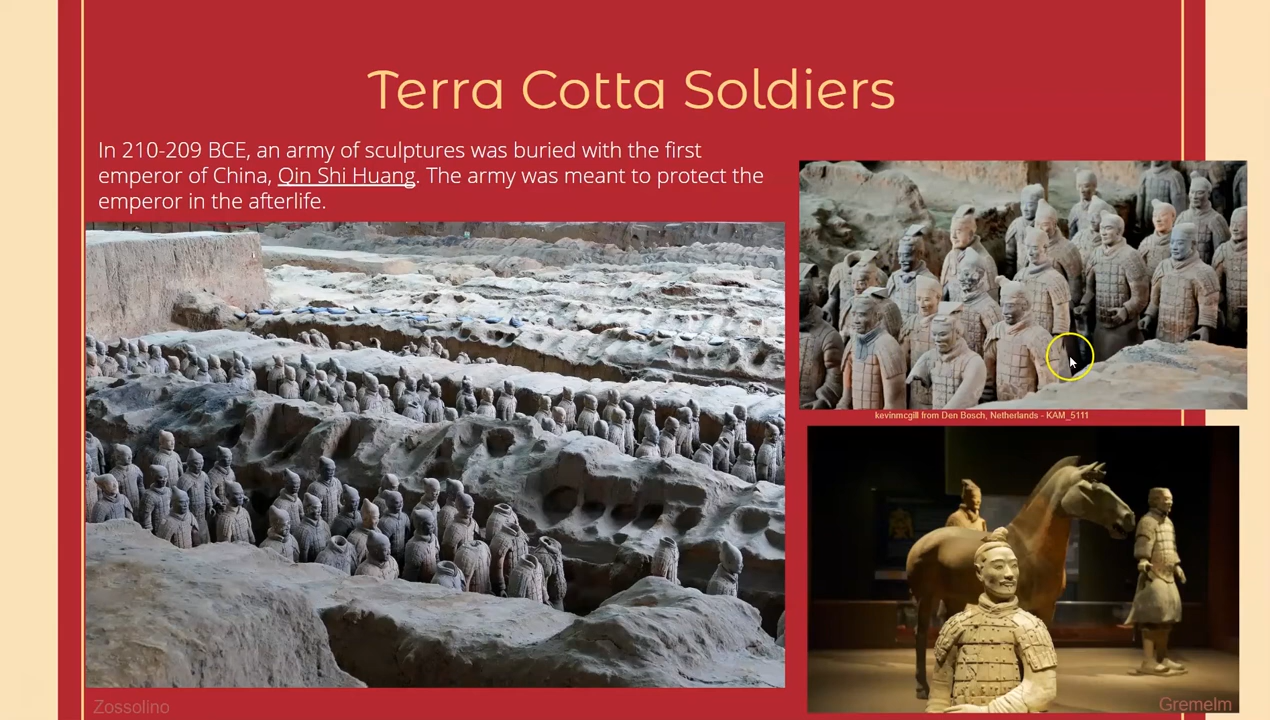 Terra Cotta Soldiers
In 210-209 BCE, an army of sculptures was buried with the first
emperor of China, Qin Shi Huang. The army was meant to protect the
emperor in the afterlife.
kevinmcgill from Den Bosch, Netherlands - KAM_5111
Zossolino
Gremelm